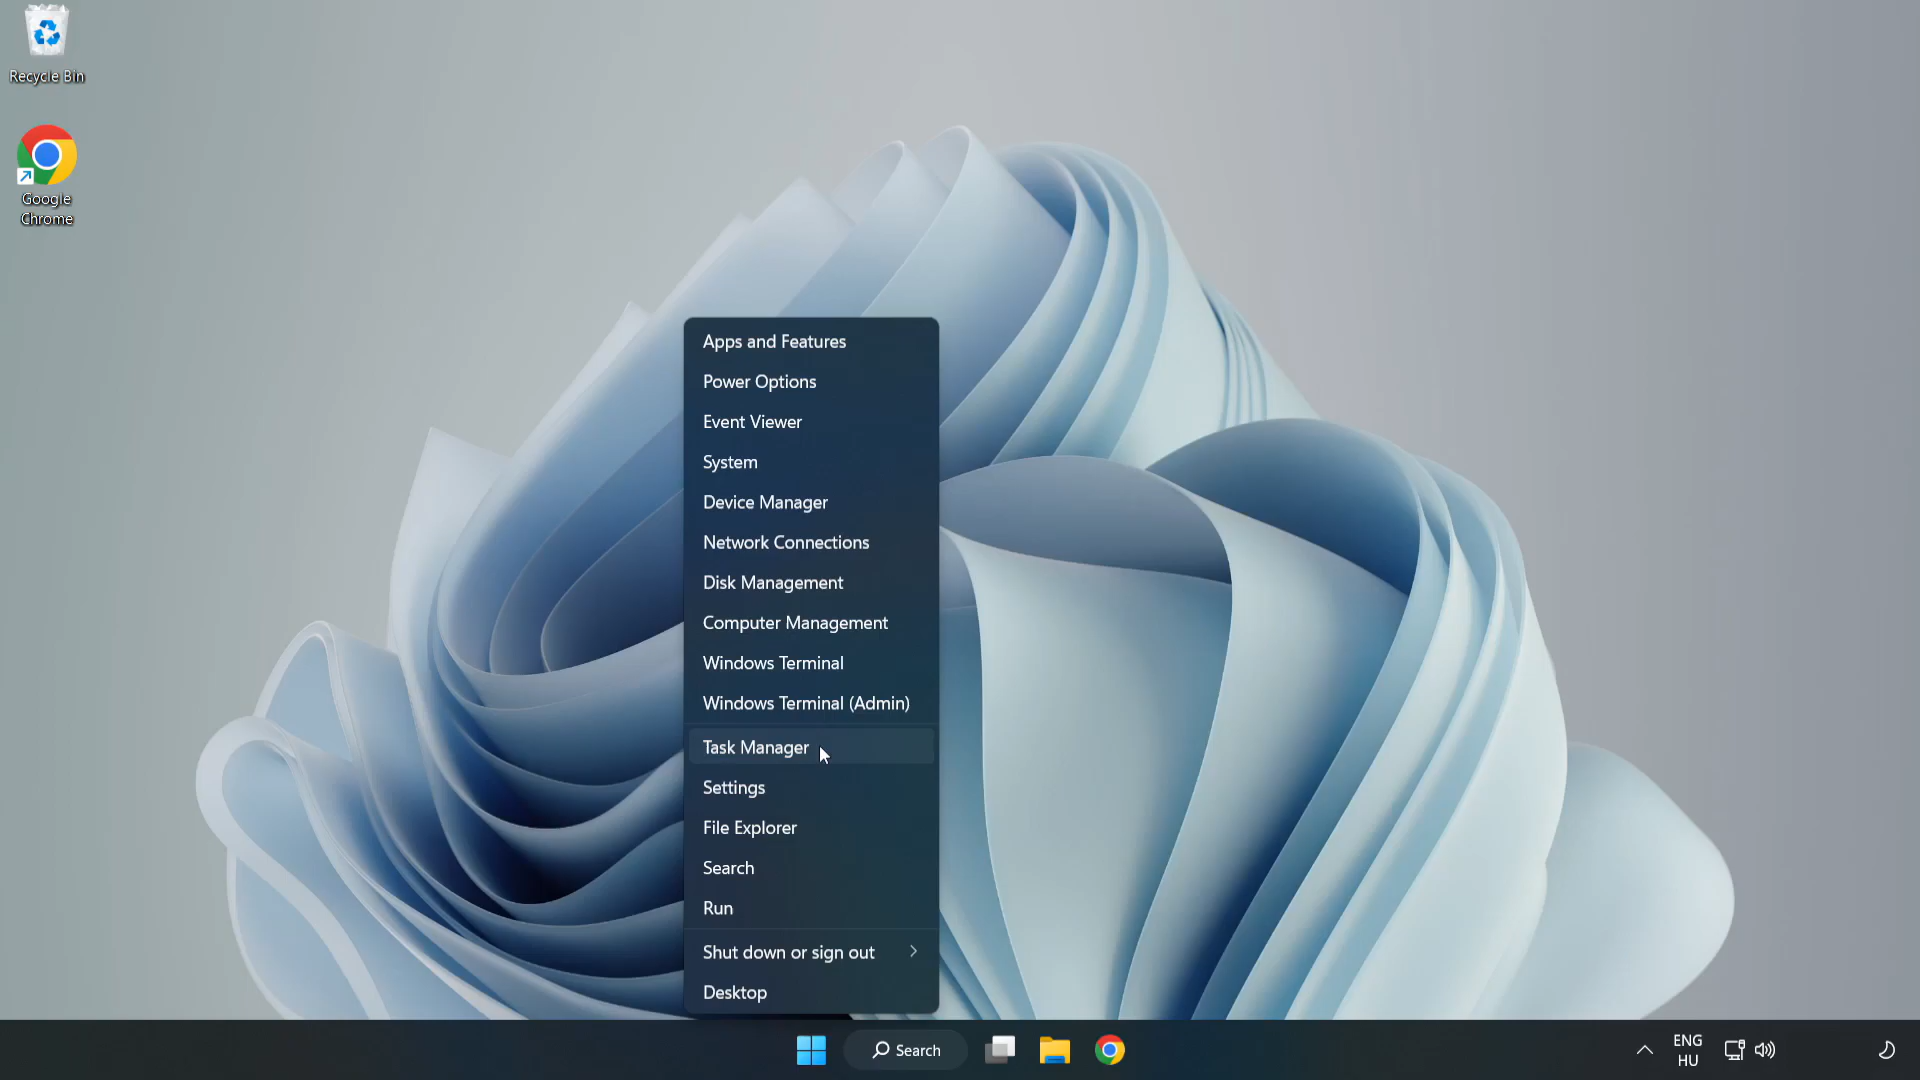 Recycle Bin
Google
Chrome
Apps and Features
Power Options
Event Viewer
System
Device Manager
Network Connections
Disk Management
Computer Management
Windows Terminal
Windows Terminal (Admin)
Task Manager
Settings
File Explorer
Search
Run
Shut down or sign out
Desktop
Search
ENG
HU